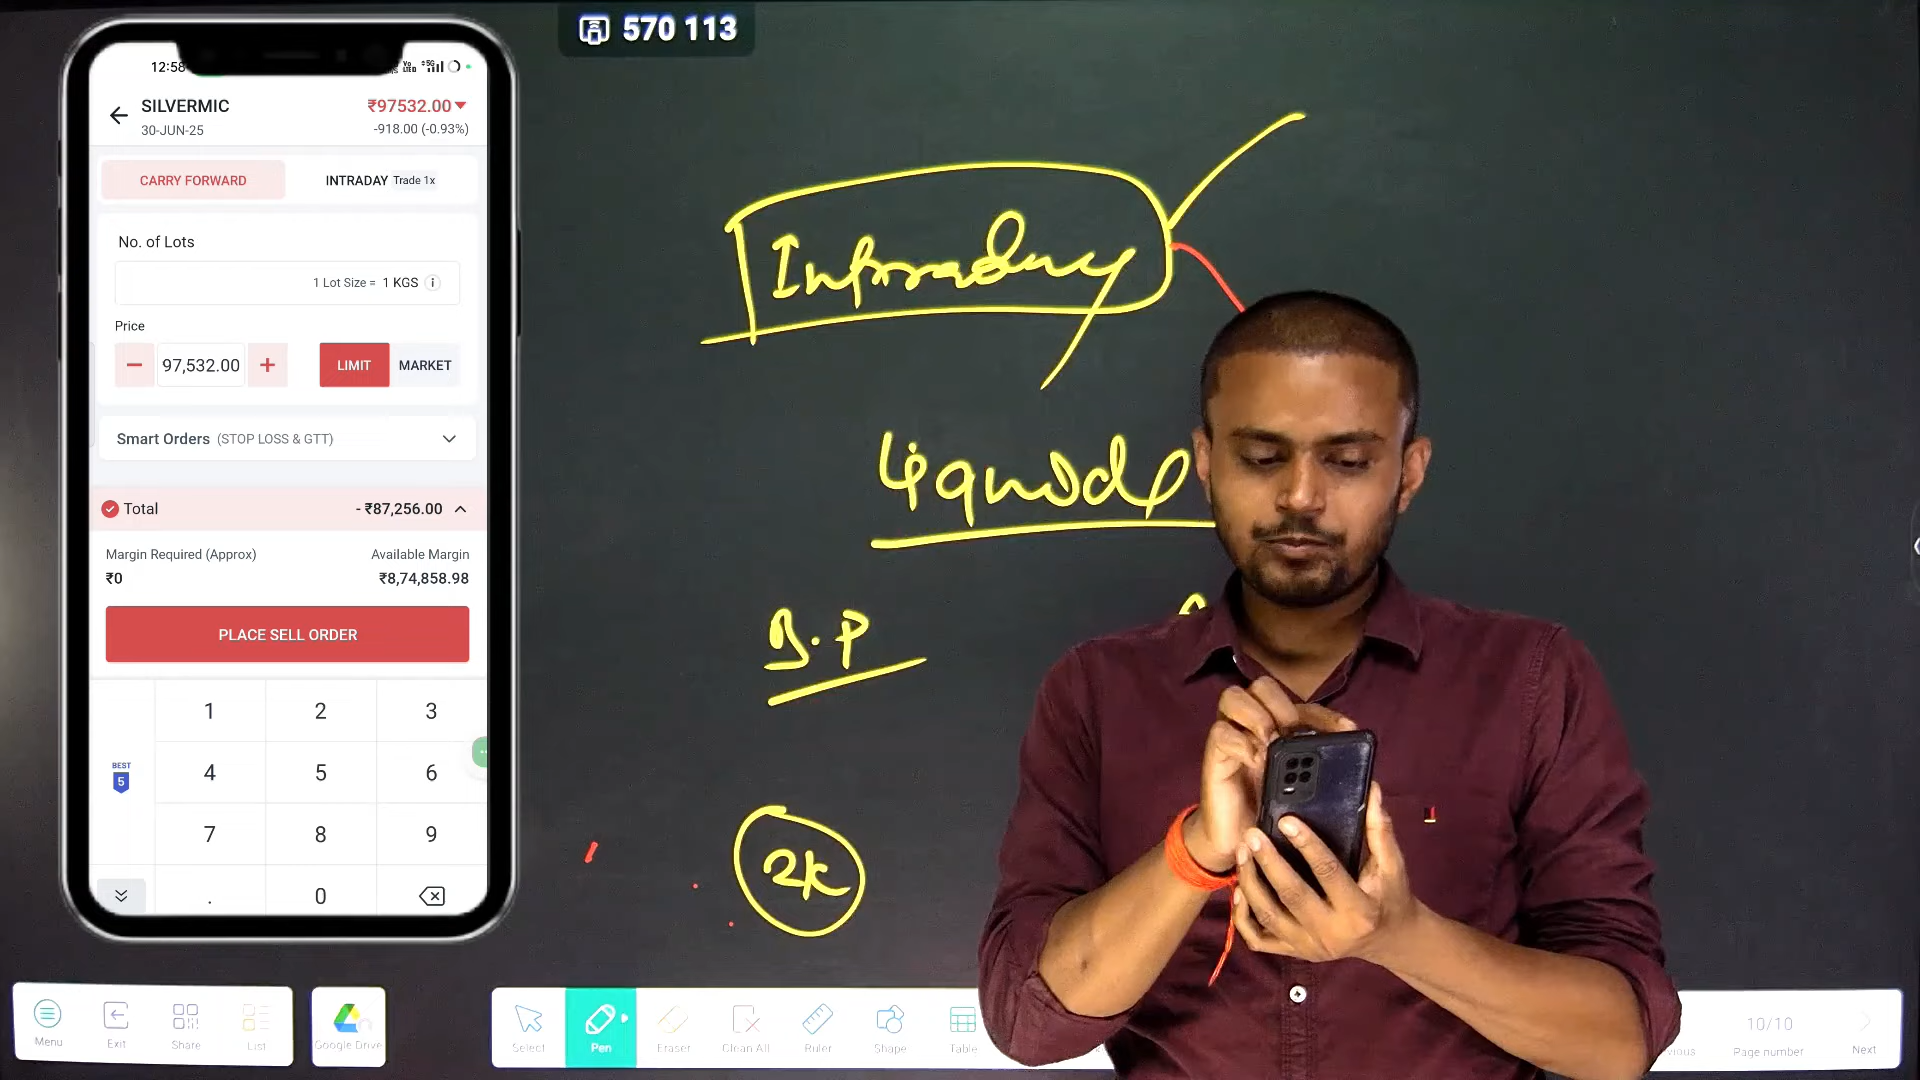 570 113
12:58
SILVERMIC
₹97532.00
30-JUN-25
-918.00 (-0.93%)
CARRY FORWARD
INTRADAY Trade 1x
No. of Lots
1 Lot Size = 1 KGS
Price
97,532.00
LIMIT
MARKET
Smart Orders (STOP LOSS & GTT)
Total
- ₹87,256.00
Margin Required (Approx)
Available Margin
₹0
₹8,74,858.98
PLACE SELL ORDER
1 2 3
BEST
5
4 5 6
7 8 9
. 0
Intraday
B.P
2K
Menu
Exit
Share
List
Google Drive
Select
Pen
Eraser
Clean All
Ruler
Shape
Table
10/10
Page number
Next